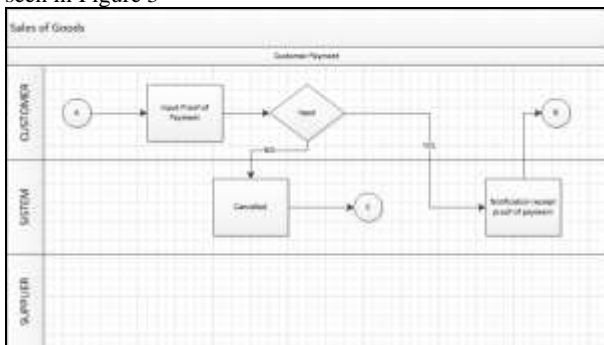 seen in Figure 3
Sales of Goods
Customer Payment
CUSTOMER
A
Input Proof of
Payment
Valid
B
NO
YES
SISTEM
Cancelled
C
Notification receipt
proof of payment
SUPPLIER